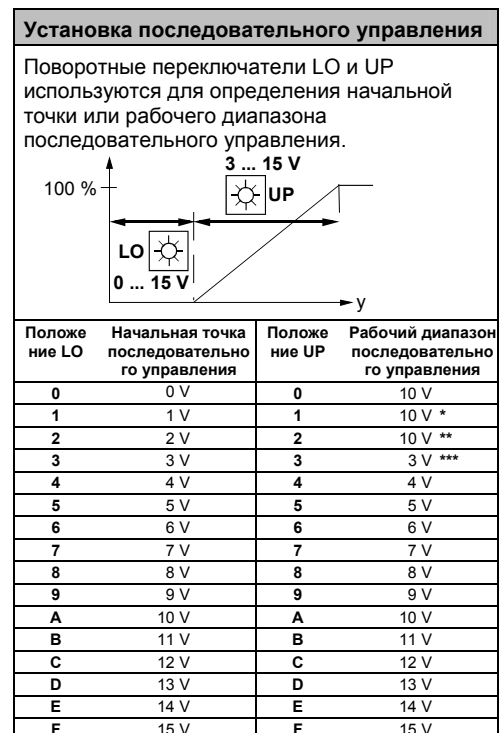 Установка последовательного управления
Поворотные переключатели LO и UP
используются для определения начальной
точки или рабочего диапазона
последовательного управления.
3 ... 15 V
100 %
UP
LO
0 ... 15 V
y
Положе Начальная точка Положе Рабочий диапазон
ние LO последовательно ние UP последовательно
го управления го управления
0 0 V 0 10 V
1 1 V 1 10 V *
2 2 V 2 10 V **
3 3 V 3 3 V ***
4 4 V 4 4 V
5 5 V 5 5 V
6 6 V 6 6 V
7 7 V 7 7 V
8 8 V 8 8 V
9 9 V 9 9 V
A 10 V A 10 V
B 11 V B 11 V
C 12 V C 12 V
D 13 V D 13 V
E 14 V E 14 V
F 15 V F 15 V